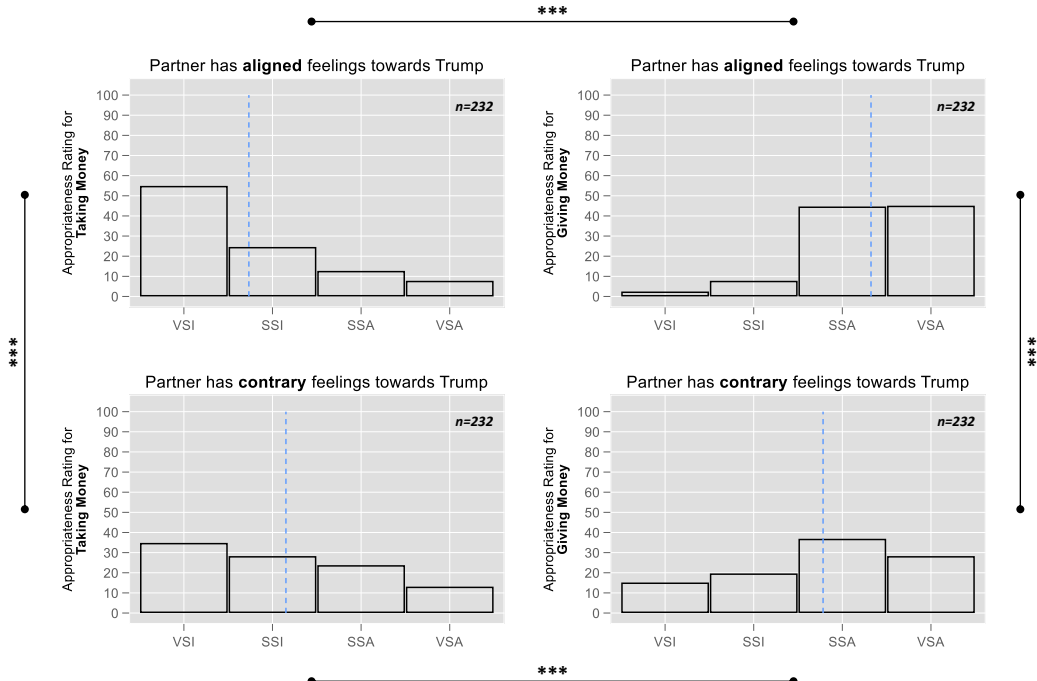 ***
Partner has aligned feelings towards Trump
Appropriateness Rating for
Taking Money
100
90
80
70
60
50
40
30
20
10
0
n=232
VSI SSI SSA VSA
Partner has aligned feelings towards Trump
Appropriateness Rating for
Giving Money
100
90
80
70
60
50
40
30
20
10
0
n=232
VSI SSI SSA VSA
***
***
Partner has contrary feelings towards Trump
Appropriateness Rating for
Taking Money
100
90
80
70
60
50
40
30
20
10
0
n=232
VSI SSI SSA VSA
Partner has contrary feelings towards Trump
Appropriateness Rating for
Giving Money
100
90
80
70
60
50
40
30
20
10
0
n=232
VSI SSI SSA VSA
***